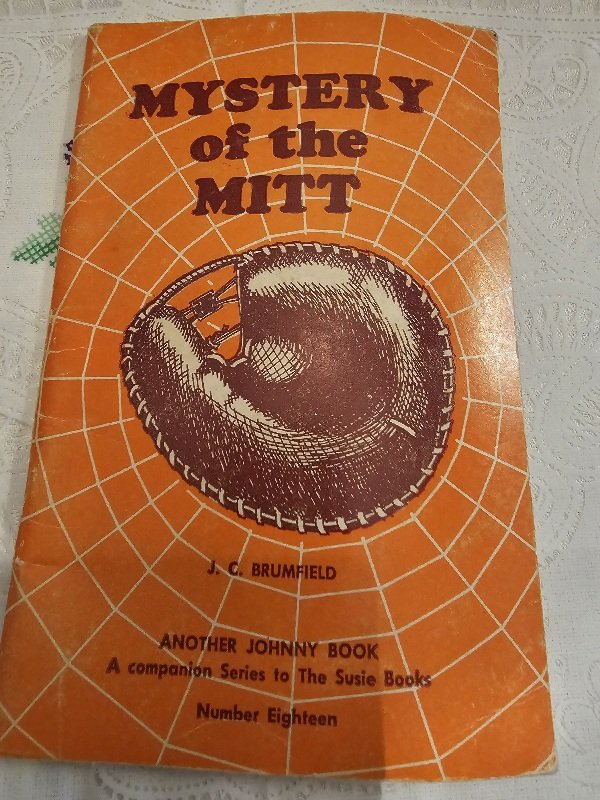 MYSTERY
of the
MITT
J. C. BRUMFIELD
ANOTHER JOHNNY BOOK
A companion Series to The Susie Books
Number Eighteen